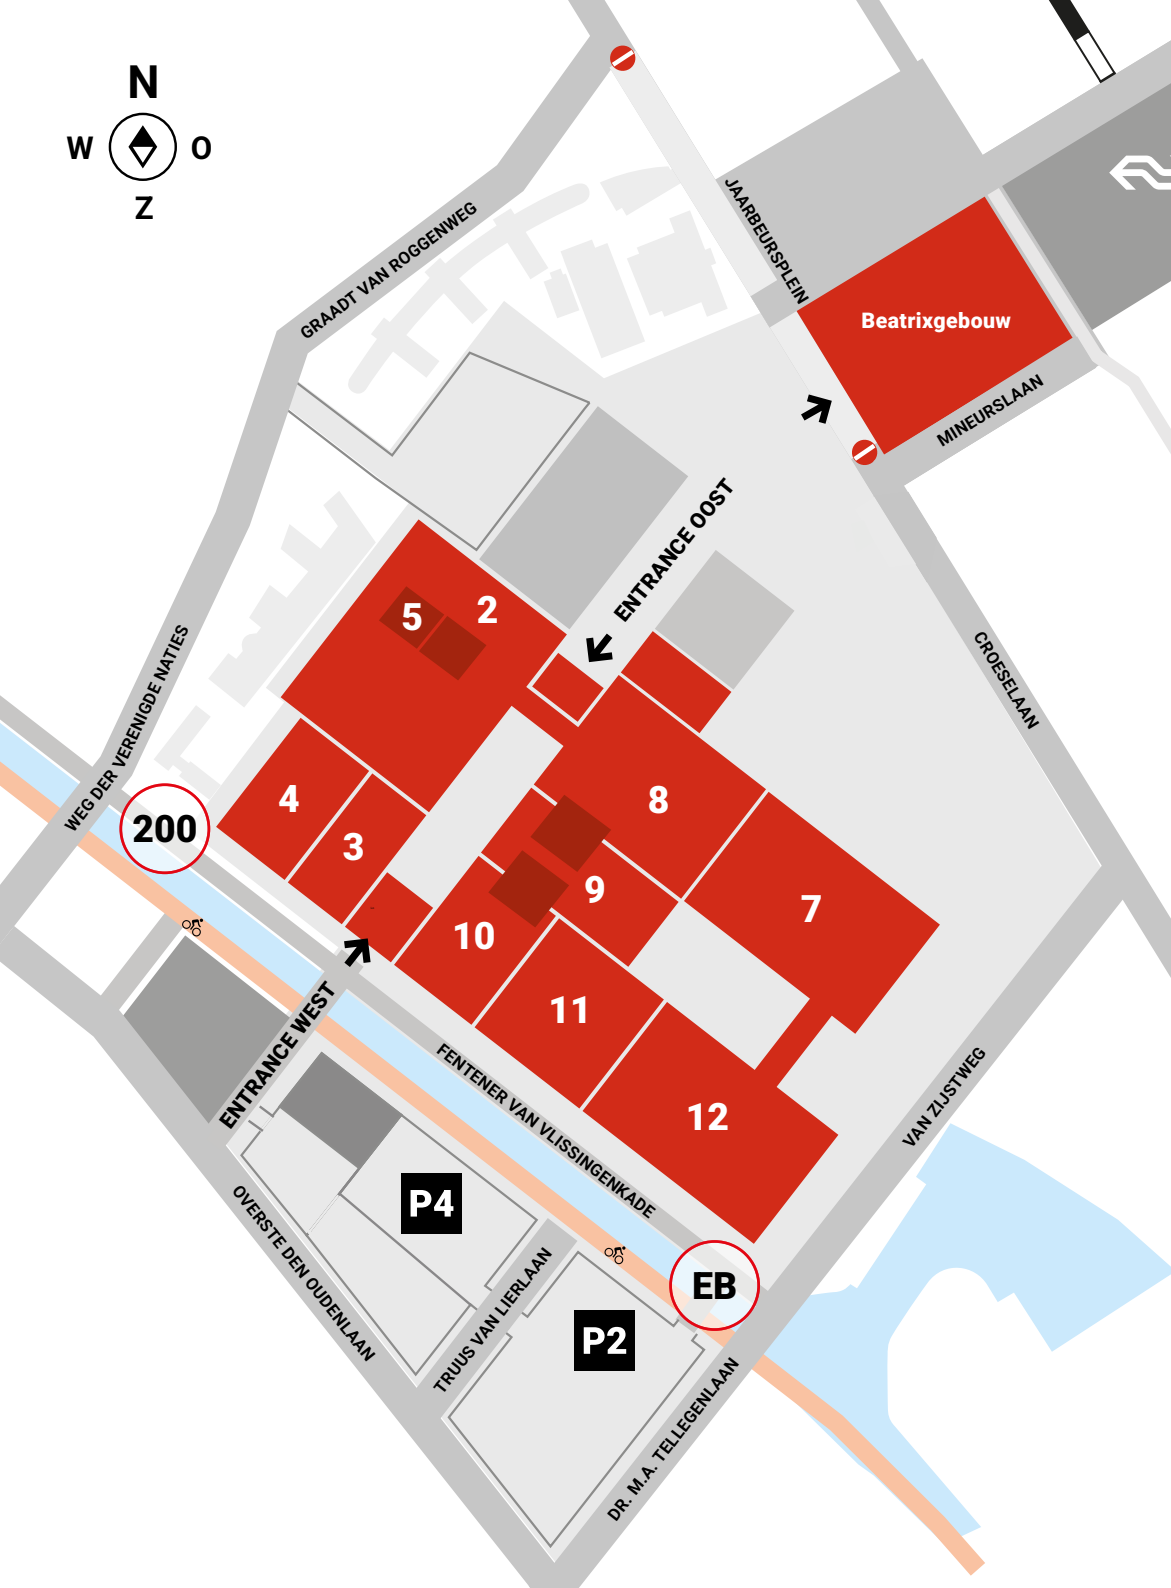 N
W O
Z
GRAADT VAN ROGGENWEG
JAARBEURSPLEIN
Beatrixgebouw
MINEURSLAAN
ENTRANCE OOST
5
2
CROESELAAN
WEG DER VERENIGDE NATIES
4
3
8
200
9
7
10
11
ENTRANCE WEST
FENTENER VAN VLISSINGENKADE
12
VAN ZIJSTWEG
P4
OVERSTE DEN OUDENLAAN
TRUUS VAN LIERLAAN
EB
P2
DR. M.A. TELLEGENLAAN